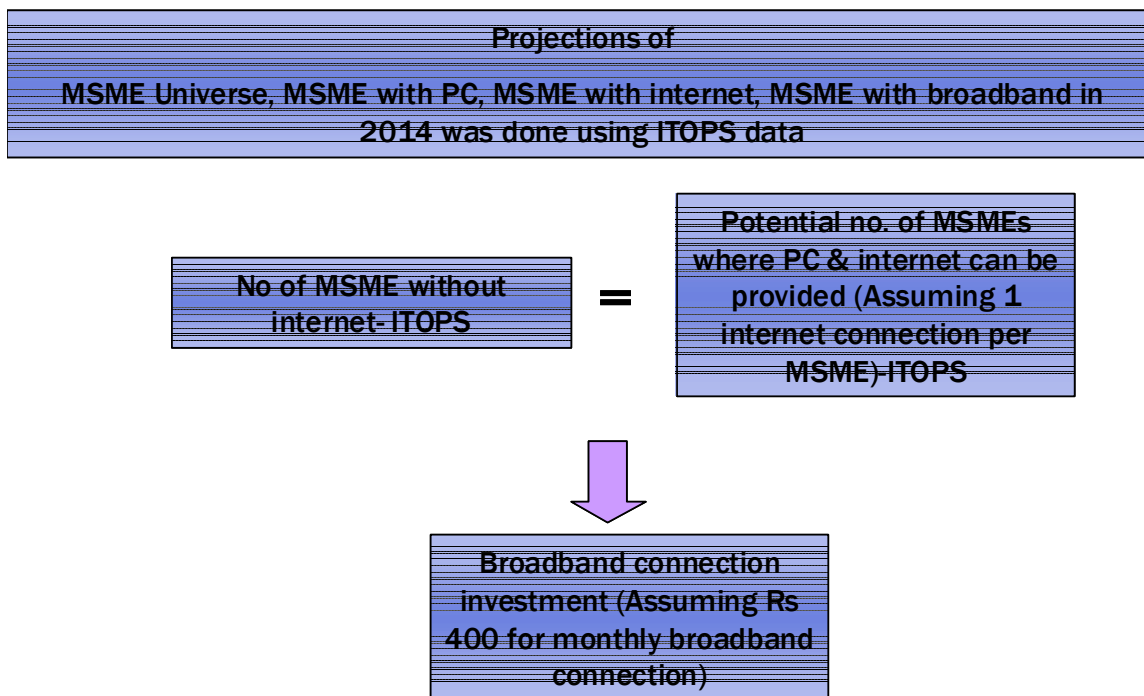 Projections of
MSME Universe, MSME with PC, MSME with internet, MSME with broadband in
2014 was done using ITOPS data
No of MSME without
internet- ITOPS
=
Potential no. of MSMEs
where PC & internet can be
provided (Assuming 1
internet connection per
MSME)-ITOPS
Broadband connection
investment (Assuming Rs
400 for monthly broadband
connection)